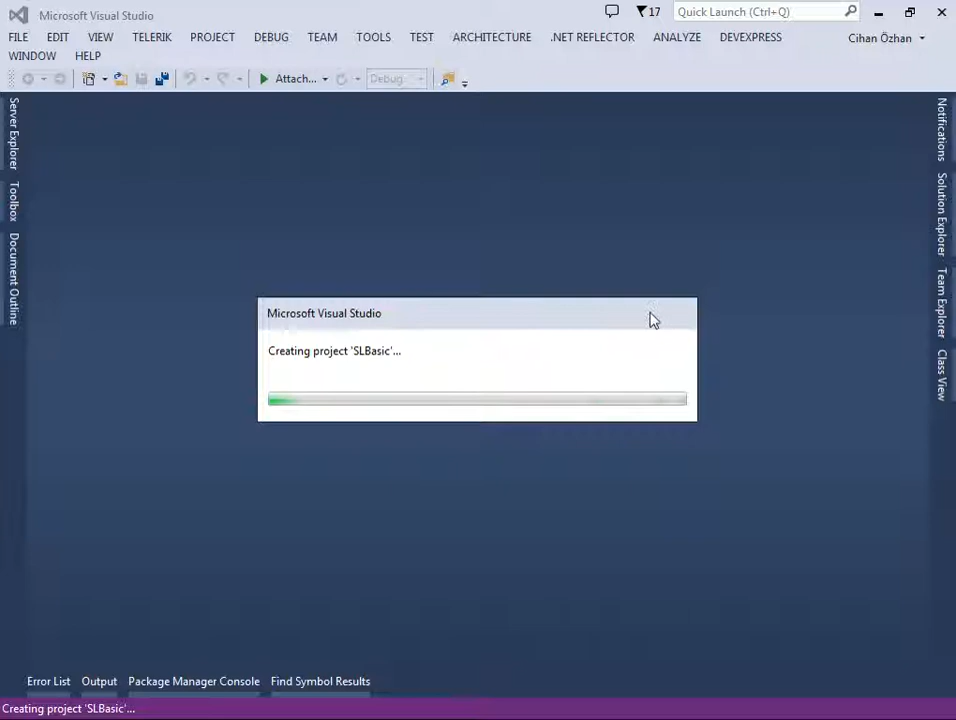 Microsoft Visual Studio
17
Quick Launch (Ctrl+Q)
FILE EDIT VIEW TELERIK PROJECT DEBUG TEAM TOOLS TEST ARCHITECTURE .NET REFLECTOR ANALYZE DEVEXPRESS
Cihan Özhan
WINDOW HELP
Attach...
Debug
Server Explorer
Toolbox
Document Outline
Notifications
Solution Explorer
Team Explorer
Class View
Microsoft Visual Studio
Creating project 'SLBasic'...
Error List Output Package Manager Console Find Symbol Results
Creating project 'SLBasic'...